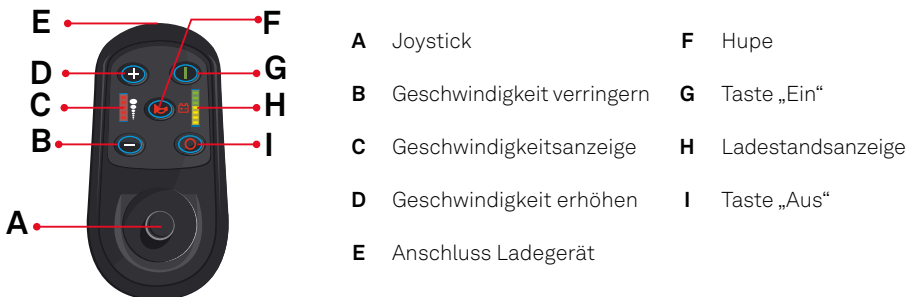 E
F
D
G
C
H
B
I
A
A Joystick
B Geschwindigkeit verringern
C Geschwindigkeitsanzeige
D Geschwindigkeit erhöhen
E Anschluss Ladegerät
F Hupe
G Taste „Ein“
H Ladestandsanzeige
I Taste „Aus“